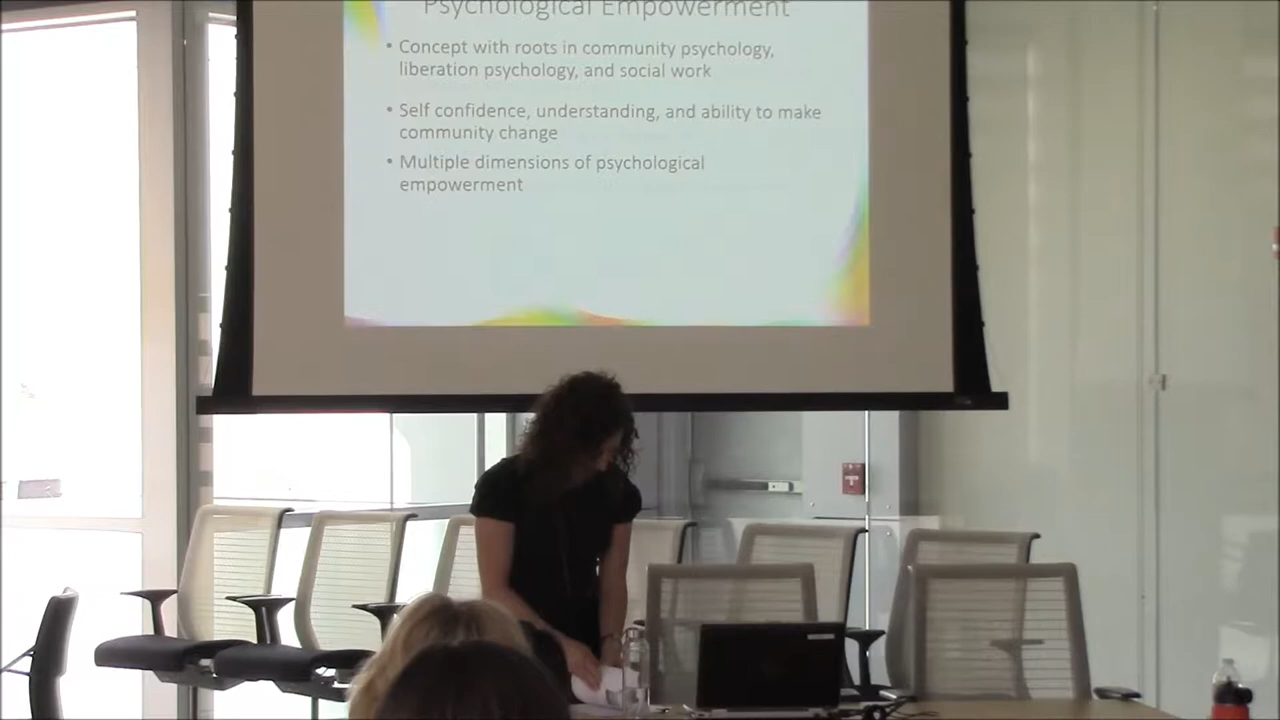 Psychological Empowerment
• Concept with roots in community psychology,
liberation psychology, and social work
• Self confidence, understanding, and ability to make
community change
• Multiple dimensions of psychological
empowerment